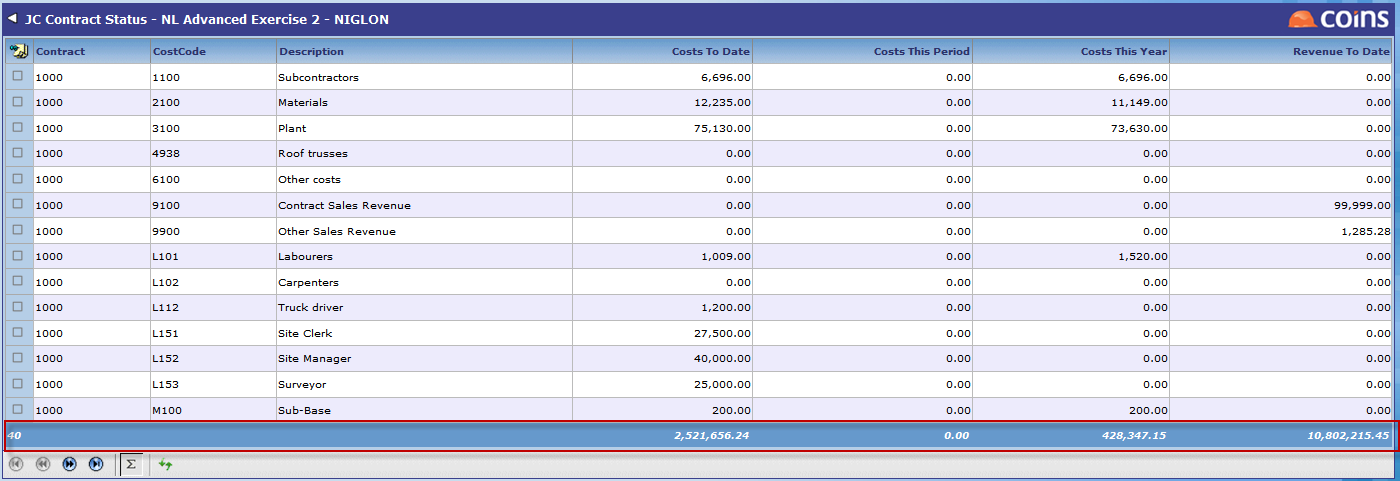 JC Contract Status - NL Advanced Exercise 2 - NIGLON coins
Contract CostCode Description Costs To Date Costs This Period Costs This Year Revenue To Date
1000 1100 Subcontractors 6,696.00 0.00 6,696.00 0.00
1000 2100 Materials 12,235.00 0.00 11,149.00 0.00
1000 3100 Plant 75,130.00 0.00 73,630.00 0.00
1000 4938 Roof trusses 0.00 0.00 0.00 0.00
1000 6100 Other costs 0.00 0.00 0.00 0.00
1000 9100 Contract Sales Revenue 0.00 0.00 0.00 99,999.00
1000 9900 Other Sales Revenue 0.00 0.00 0.00 1,285.28
1000 L101 Labourers 1,009.00 0.00 1,520.00 0.00
1000 L102 Carpenters 0.00 0.00 0.00 0.00
1000 L112 Truck driver 1,200.00 0.00 0.00 0.00
1000 L151 Site Clerk 27,500.00 0.00 0.00 0.00
1000 L152 Site Manager 40,000.00 0.00 0.00 0.00
1000 L153 Surveyor 25,000.00 0.00 0.00 0.00
1000 M100 Sub-Base 200.00 0.00 200.00 0.00
40 2,521,656.24 0.00 428,347.15 10,802,215.45
Σ